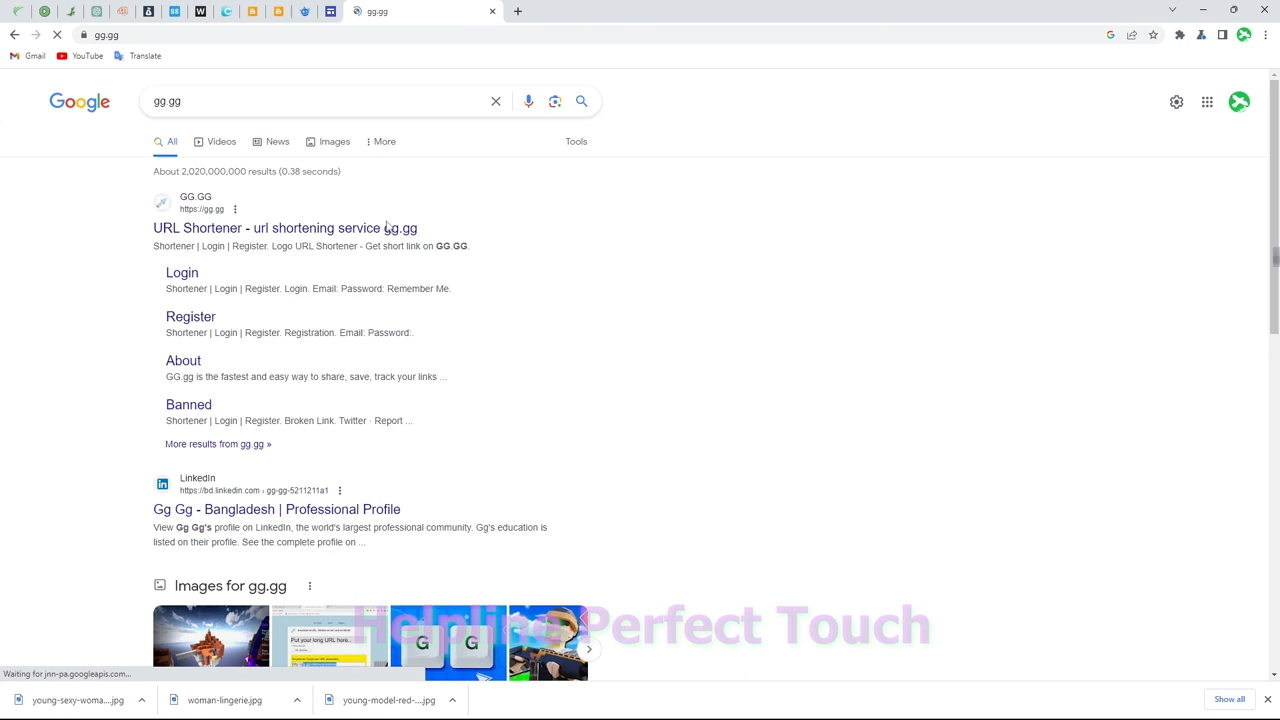 gg.gg
gg.gg
Gmail
YouTube
Translate
Google
gg.gg
All
Videos
News
Images
More
Tools
About 2,020,000,000 results (0.38 seconds)
GG.GG
https://gg.gg
URL Shortener - url shortening service gg.gg
Shortener | Login | Register. Logo URL Shortener - Get short link on GG.GG.
Login
Shortener | Login | Register. Login. Email: Password: Remember Me.
Register
Shortener | Login | Register. Registration. Email: Password:.
About
GG.gg is the fastest and easy way to share, save, track your links ...
Banned
Shortener | Login | Register. Broken Link. Twitter · Report ...
More results from gg.gg »
LinkedIn
https://bd.linkedin.com › gg-gg-5211211a1
Gg Gg - Bangladesh | Professional Profile
View Gg Gg's profile on LinkedIn, the world's largest professional community. Gg's education is
listed on their profile. See the complete profile on ...
Images for gg.gg
Helpline Perfect Touch
Put your long URL here...
G G
Waiting for jnn-pa.googleapis.com...
young-sexy-woma....jpg
woman-lingerie.jpg
young-model-red-....jpg
Show all